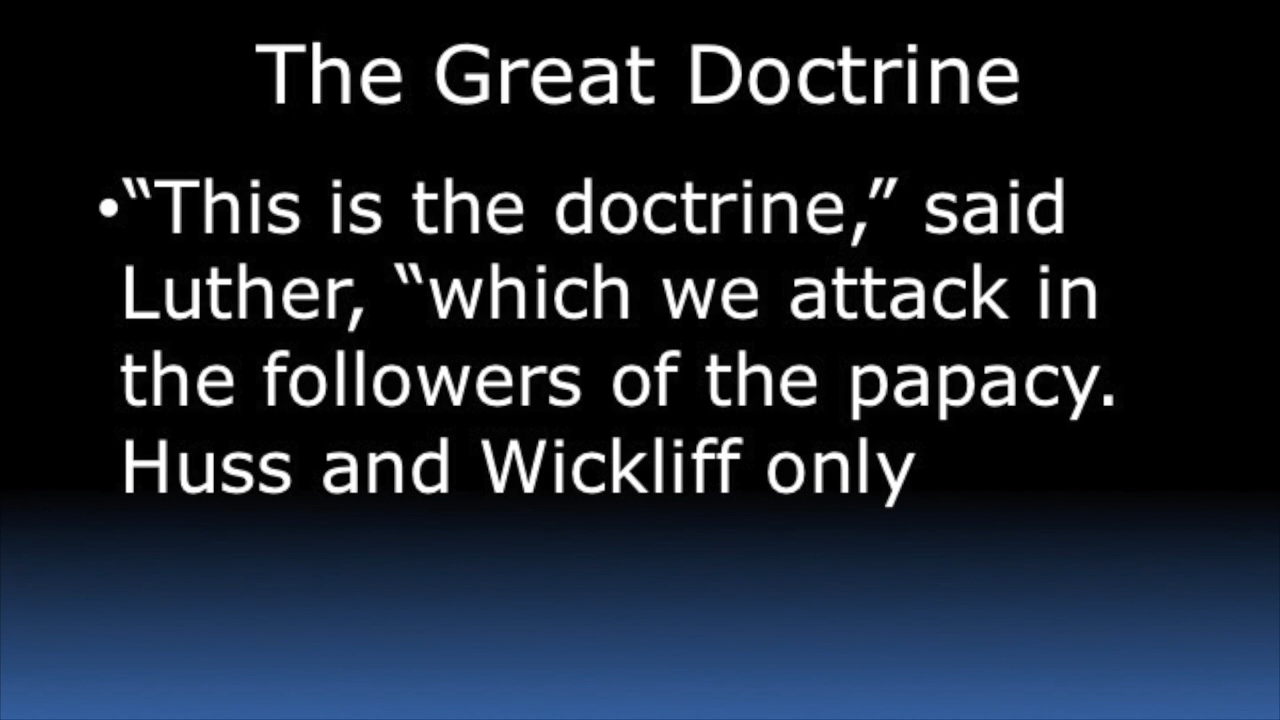 The Great Doctrine
•“This is the doctrine,” said
Luther, “which we attack in
the followers of the papacy.
Huss and Wickliff only